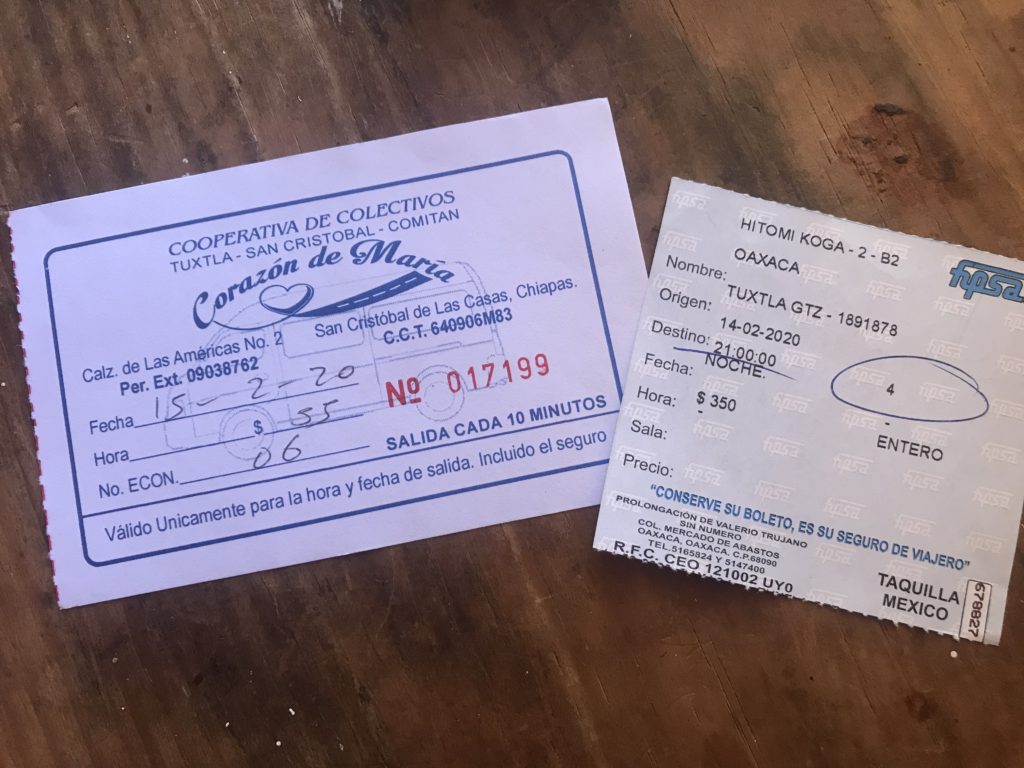 COOPERATIVA DE COLECTIVOS
TUXTLA - SAN CRISTOBAL - COMITAN
Corazón de María
San Cristóbal de Las Casas, Chiapas.
Calz. de Las Américas No. 2
C.C.T. 640906M83
Per. Ext. 09038762
Nº 017199
Fecha 15-2-20
Hora $ 55
No. ECON. 06
SALIDA CADA 10 MINUTOS
Válido Unicamente para la hora y fecha de salida. Incluido el seguro
HITOMI KOGA - 2 - B2
fypsa
Nombre: OAXACA
Origen: TUXTLA GTZ - 1891878
Destino: 14-02-2020
21:00:00
Fecha: NOCHE.
4
Hora: $ 350
-
-
Sala:
ENTERO
Precio:
"CONSERVE SU BOLETO, ES SU SEGURO DE VIAJERO"
PROLONGACIÓN DE VALERIO TRUJANO
SIN NUMERO
COL. MERCADO DE ABASTOS
OAXACA, OAXACA. C.P.68090
TEL.5165824 Y 5147400
R.F.C. CEO 121002 UY0
TAQUILLA
MEXICO
678827